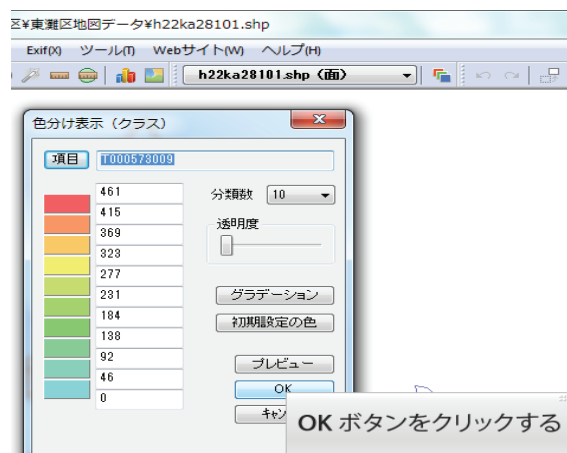 区¥東灘区地図データ¥h22ka28101.shp
Exif(X) ツール(T) Webサイト(W) ヘルプ(H)
h22ka28101.shp (面)
色分け表示 (クラス)
項目 T000573009
461
415
369
323
277
231
184
138
92
46
0
分類数 10
透明度
グラデーション
初期設定の色
プレビュー
OK
キャン
OK ボタンをクリックする